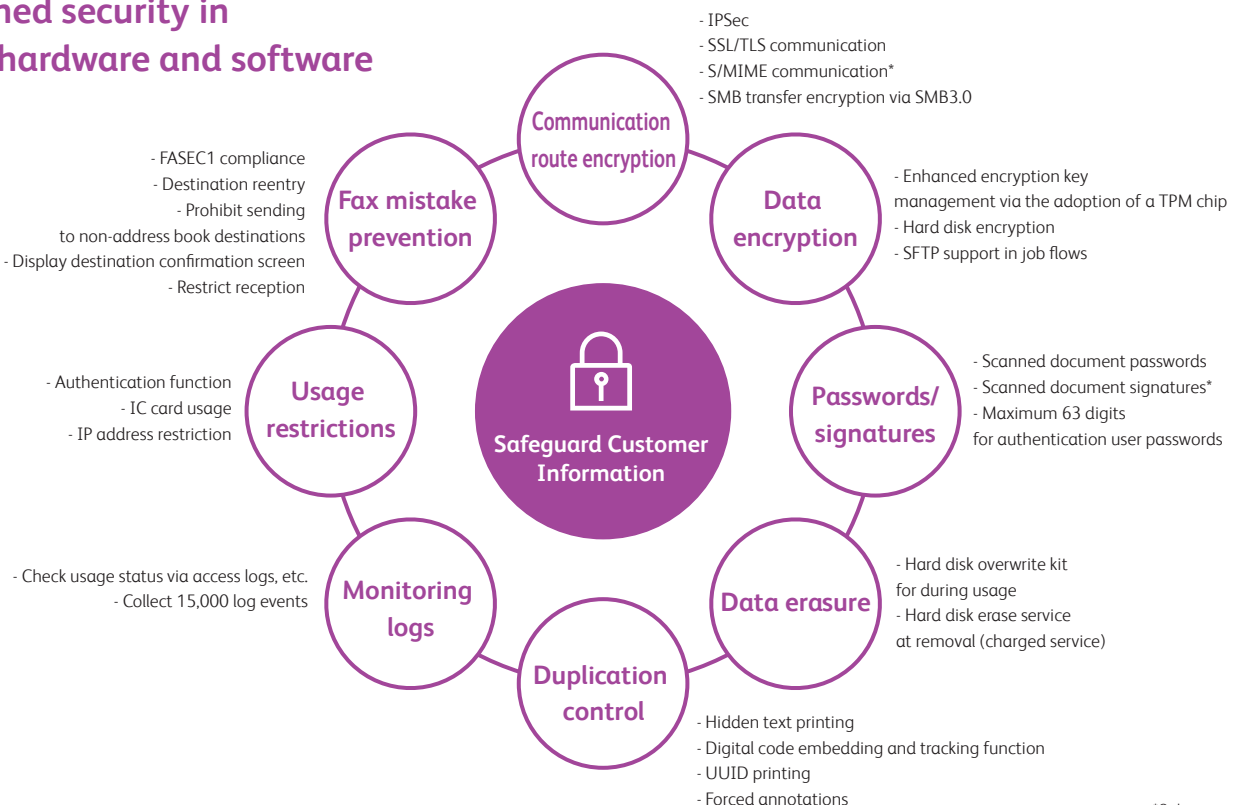 hardware and software
- IPSec
- SSL/TLS communication
- S/MIME communication*
- SMB transfer encryption via SMB3.0
Communication
route encryption
- FASEC1 compliance
- Destination reentry
- Prohibit sending
to non-address book destinations
- Display destination confirmation screen
- Restrict reception
Fax mistake
prevention
Data
encryption
- Enhanced encryption key
management via the adoption of a TPM chip
- Hard disk encryption
- SFTP support in job flows
- Authentication function
- IC card usage
- IP address restriction
Usage
restrictions
Safeguard Customer
Information
Passwords/
signatures
- Scanned document passwords
- Scanned document signatures*
- Maximum 63 digits
for authentication user passwords
- Check usage status via access logs, etc.
- Collect 15,000 log events
Monitoring
logs
Data erasure
- Hard disk overwrite kit
for during usage
- Hard disk erase service
at removal (charged service)
Duplication
control
- Hidden text printing
- Digital code embedding and tracking function
- UUID printing
- Forced annotations